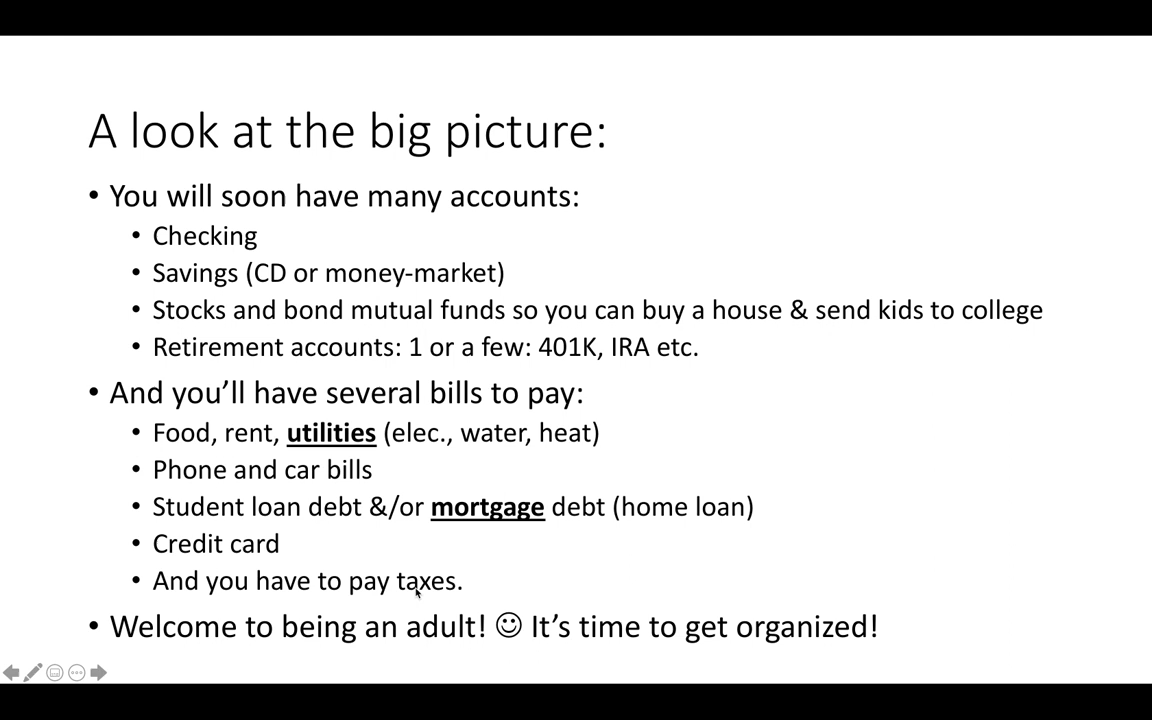 A look at the big picture:
• You will soon have many accounts:
• Checking
• Savings (CD or money-market)
• Stocks and bond mutual funds so you can buy a house & send kids to college
• Retirement accounts: 1 or a few: 401K, IRA etc.
• And you’ll have several bills to pay:
• Food, rent, utilities (elec., water, heat)
• Phone and car bills
• Student loan debt &/or mortgage debt (home loan)
• Credit card
• And you have to pay taxes.
• Welcome to being an adult! ☺ It’s time to get organized!